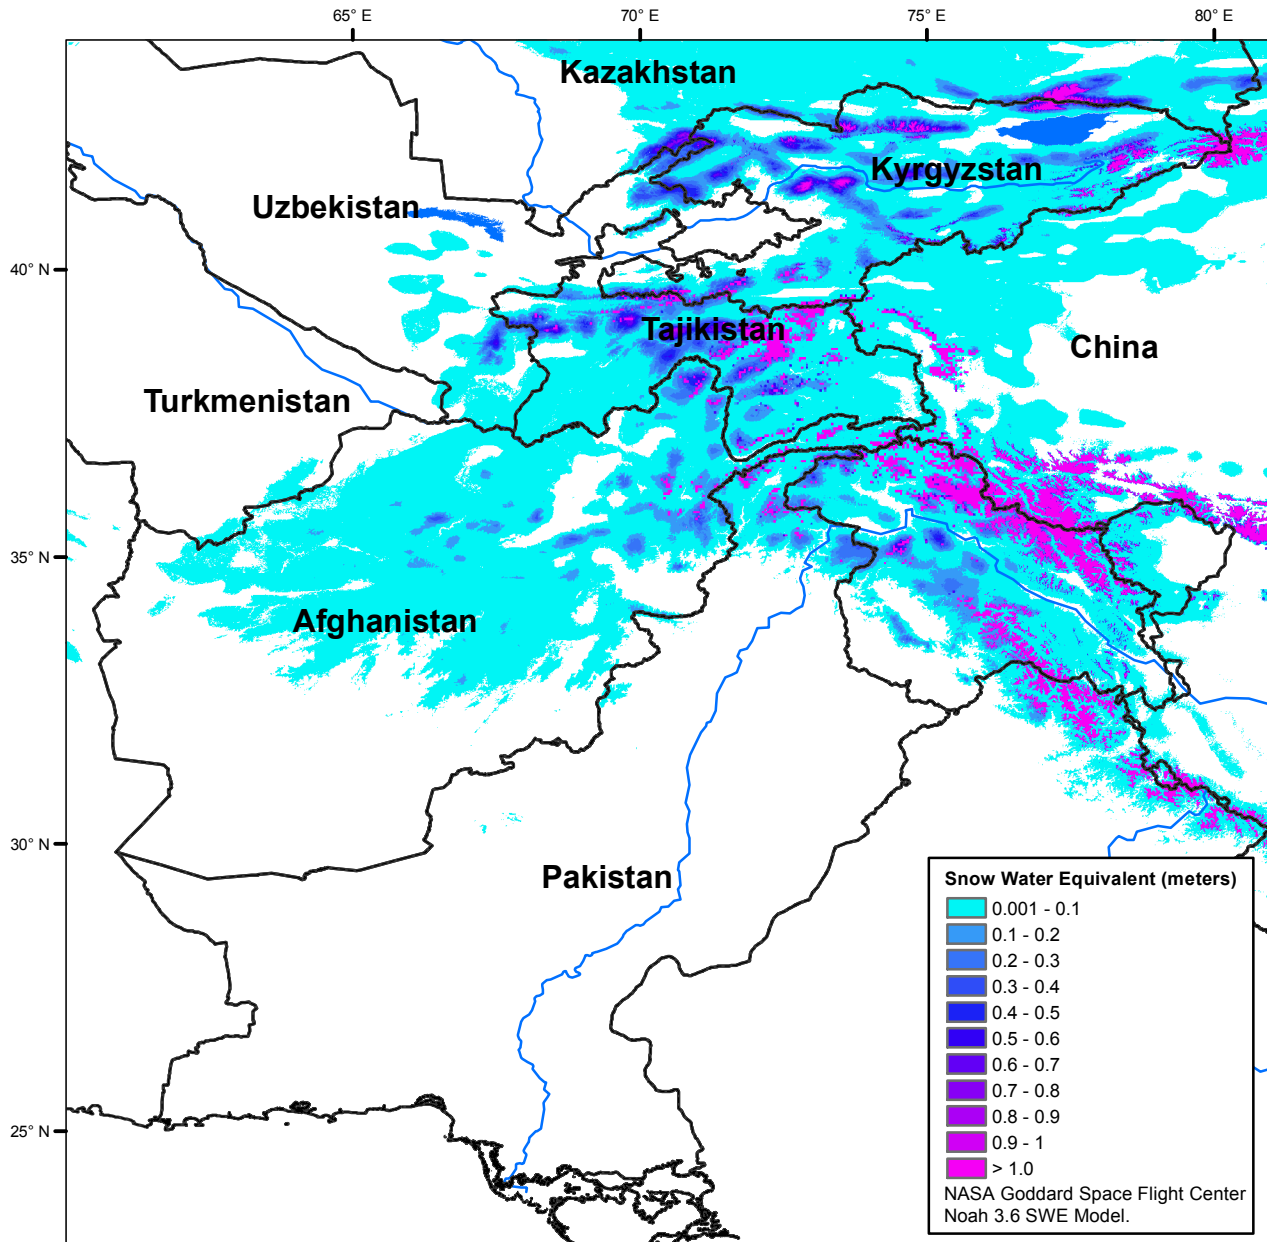 65° E
70° E
75° E
80° E
Kazakhstan
Kyrgyzstan
Uzbekistan
40° N
Tajikistan
China
Turkmenistan
35° N
Afghanistan
30° N
Pakistan
25° N
Snow Water Equivalent (meters)
0.001 - 0.1
0.1 - 0.2
0.2 - 0.3
0.3 - 0.4
0.4 - 0.5
0.5 - 0.6
0.6 - 0.7
0.7 - 0.8
0.8 - 0.9
0.9 - 1
> 1.0
NASA Goddard Space Flight Center
Noah 3.6 SWE Model.